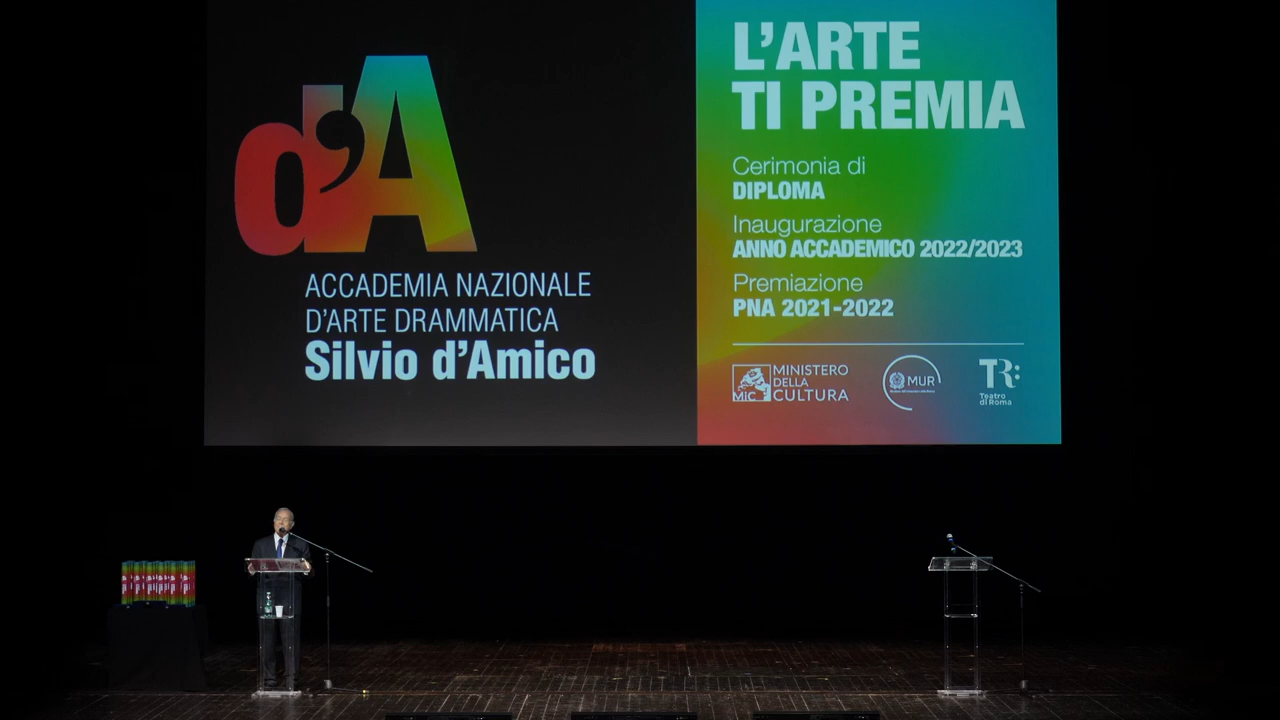 d'A
ACCADEMIA NAZIONALE
D'ARTE DRAMMATICA
Silvio d'Amico
L'ARTE
TI PREMIA
Cerimonia di
DIPLOMA
Inaugurazione
ANNO ACCADEMICO 2022/2023
Premiazione
PNA 2021-2022
MiC
MINISTERO
DELLA
CULTURA
MUR
TR:
Teatro
di Roma